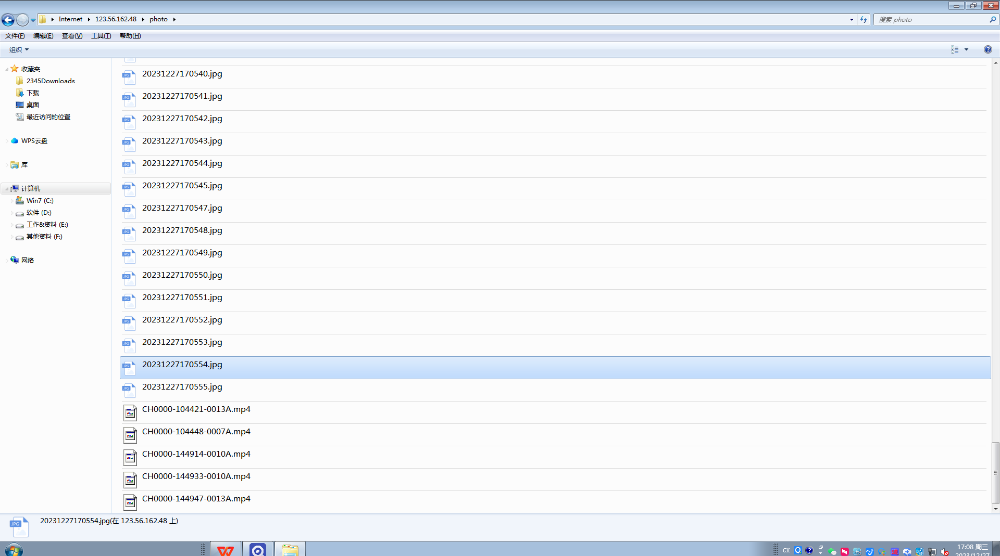 Internet 123.56.162.48 photo
搜索 photo
文件(F) 编辑(E) 查看(V) 工具(T) 帮助(H)
组织
收藏夹
2345Downloads
下载
桌面
最近访问的位置
WPS云盘
库
计算机
Win7 (C:)
软件 (D:)
工作&资料 (E:)
其他资料 (F:)
网络
20231227170540.jpg
20231227170541.jpg
20231227170542.jpg
20231227170543.jpg
20231227170544.jpg
20231227170545.jpg
20231227170547.jpg
20231227170548.jpg
20231227170549.jpg
20231227170550.jpg
20231227170551.jpg
20231227170552.jpg
20231227170553.jpg
20231227170554.jpg
20231227170555.jpg
CH0000-104421-0013A.mp4
CH0000-104448-0007A.mp4
CH0000-144914-0010A.mp4
CH0000-144933-0010A.mp4
CH0000-144947-0013A.mp4
JPG
20231227170554.jpg(在 123.56.162.48 上)
CH
17:08 周三
2023/12/27